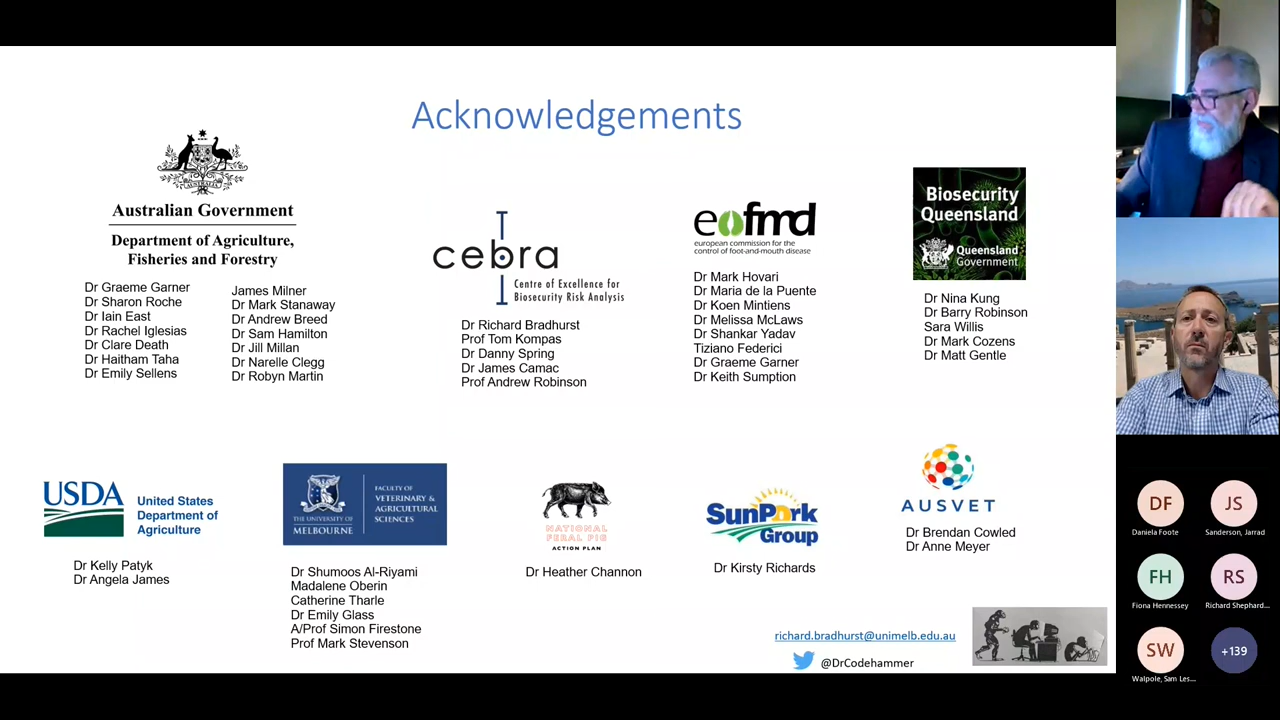 Acknowledgements
Australian Government
Department of Agriculture,
Fisheries and Forestry
Dr Graeme Garner
Dr Sharon Roche
Dr Iain East
Dr Rachel Iglesias
Dr Clare Death
Dr Haitham Taha
Dr Emily Sellens
James Milner
Dr Mark Stanaway
Dr Andrew Breed
Dr Sam Hamilton
Dr Jill Millan
Dr Narelle Clegg
Dr Robyn Martin
cebra
Centre of Excellence for
Biosecurity Risk Analysis
Dr Richard Bradhurst
Prof Tom Kompas
Dr Danny Spring
Dr James Camac
Prof Andrew Robinson
eofmd
european commission for the
control of foot-and-mouth disease
Dr Mark Hovari
Dr Maria de la Puente
Dr Koen Mintiens
Dr Melissa McLaws
Dr Shankar Yadav
Tiziano Federici
Dr Graeme Garner
Dr Keith Sumption
Biosecurity
Queensland
Queensland
Government
Dr Nina Kung
Dr Barry Robinson
Sara Willis
Dr Mark Cozens
Dr Matt Gentle
USDA
United States
Department of
Agriculture
Dr Kelly Patyk
Dr Angela James
THE UNIVERSITY OF
MELBOURNE
FACULTY OF
VETERINARY &
AGRICULTURAL
SCIENCES
Dr Shumoos Al-Riyami
Madalene Oberin
Catherine Tharle
Dr Emily Glass
A/Prof Simon Firestone
Prof Mark Stevenson
NATIONAL
FERAL PIG
ACTION PLAN
Dr Heather Channon
SunPork
Group
Dr Kirsty Richards
AUSVET
Dr Brendan Cowled
Dr Anne Meyer
richard.bradhurst@unimelb.edu.au
@DrCodehammer
DF
Daniela Foote
JS
Sanderson, Jarrad
FH
Fiona Hennessey
RS
Richard Shephard...
SW
Walpole, Sam Les...
+139